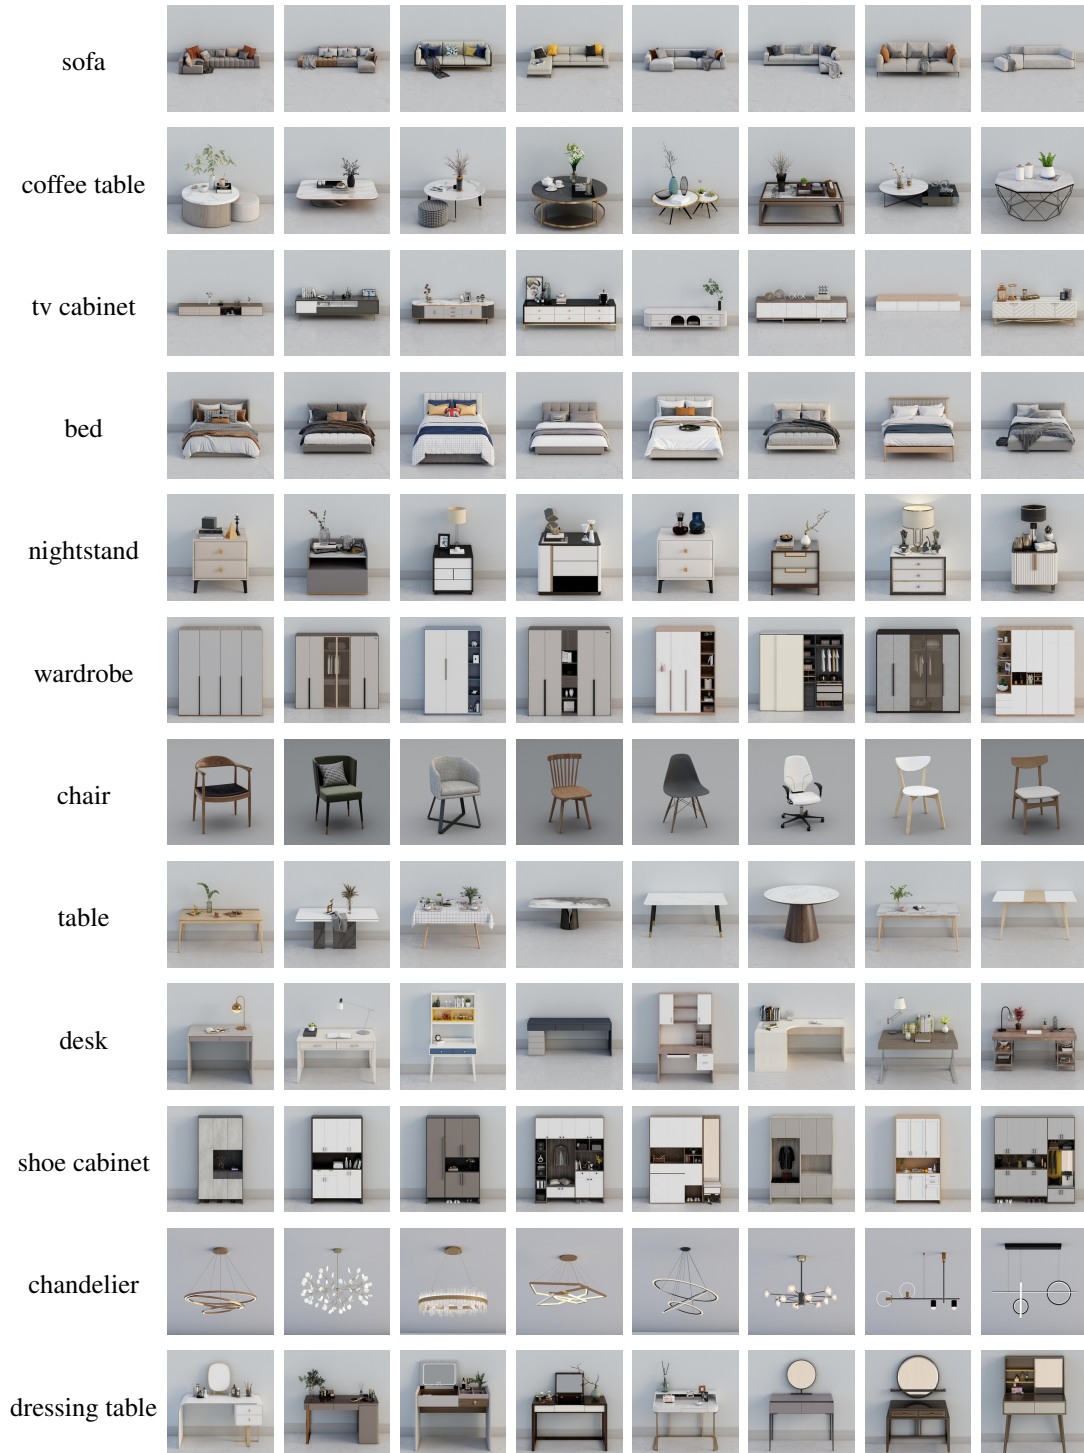 sofa
coffee table
tv cabinet
bed
nightstand
wardrobe
chair
table
desk
shoe cabinet
chandelier
dressing table